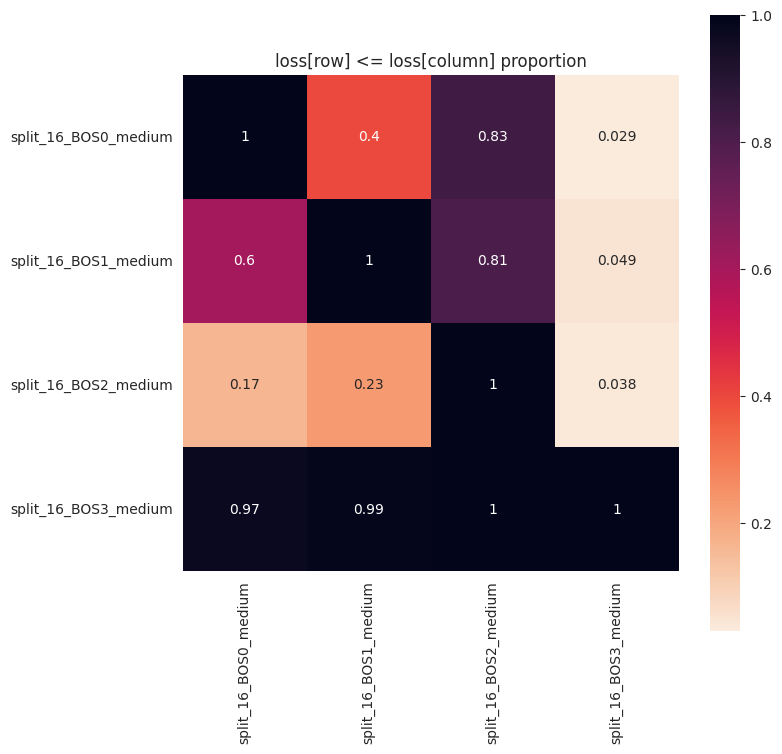 loss[row] <= loss[column] proportion
split_16_BOS0_medium
1
0.4
0.83
0.029
split_16_BOS1_medium
0.6
1
0.81
0.049
split_16_BOS2_medium
0.17
0.23
1
0.038
split_16_BOS3_medium
0.97
0.99
1
1
split_16_BOS0_medium
split_16_BOS1_medium
split_16_BOS2_medium
split_16_BOS3_medium
1.0
0.8
0.6
0.4
0.2